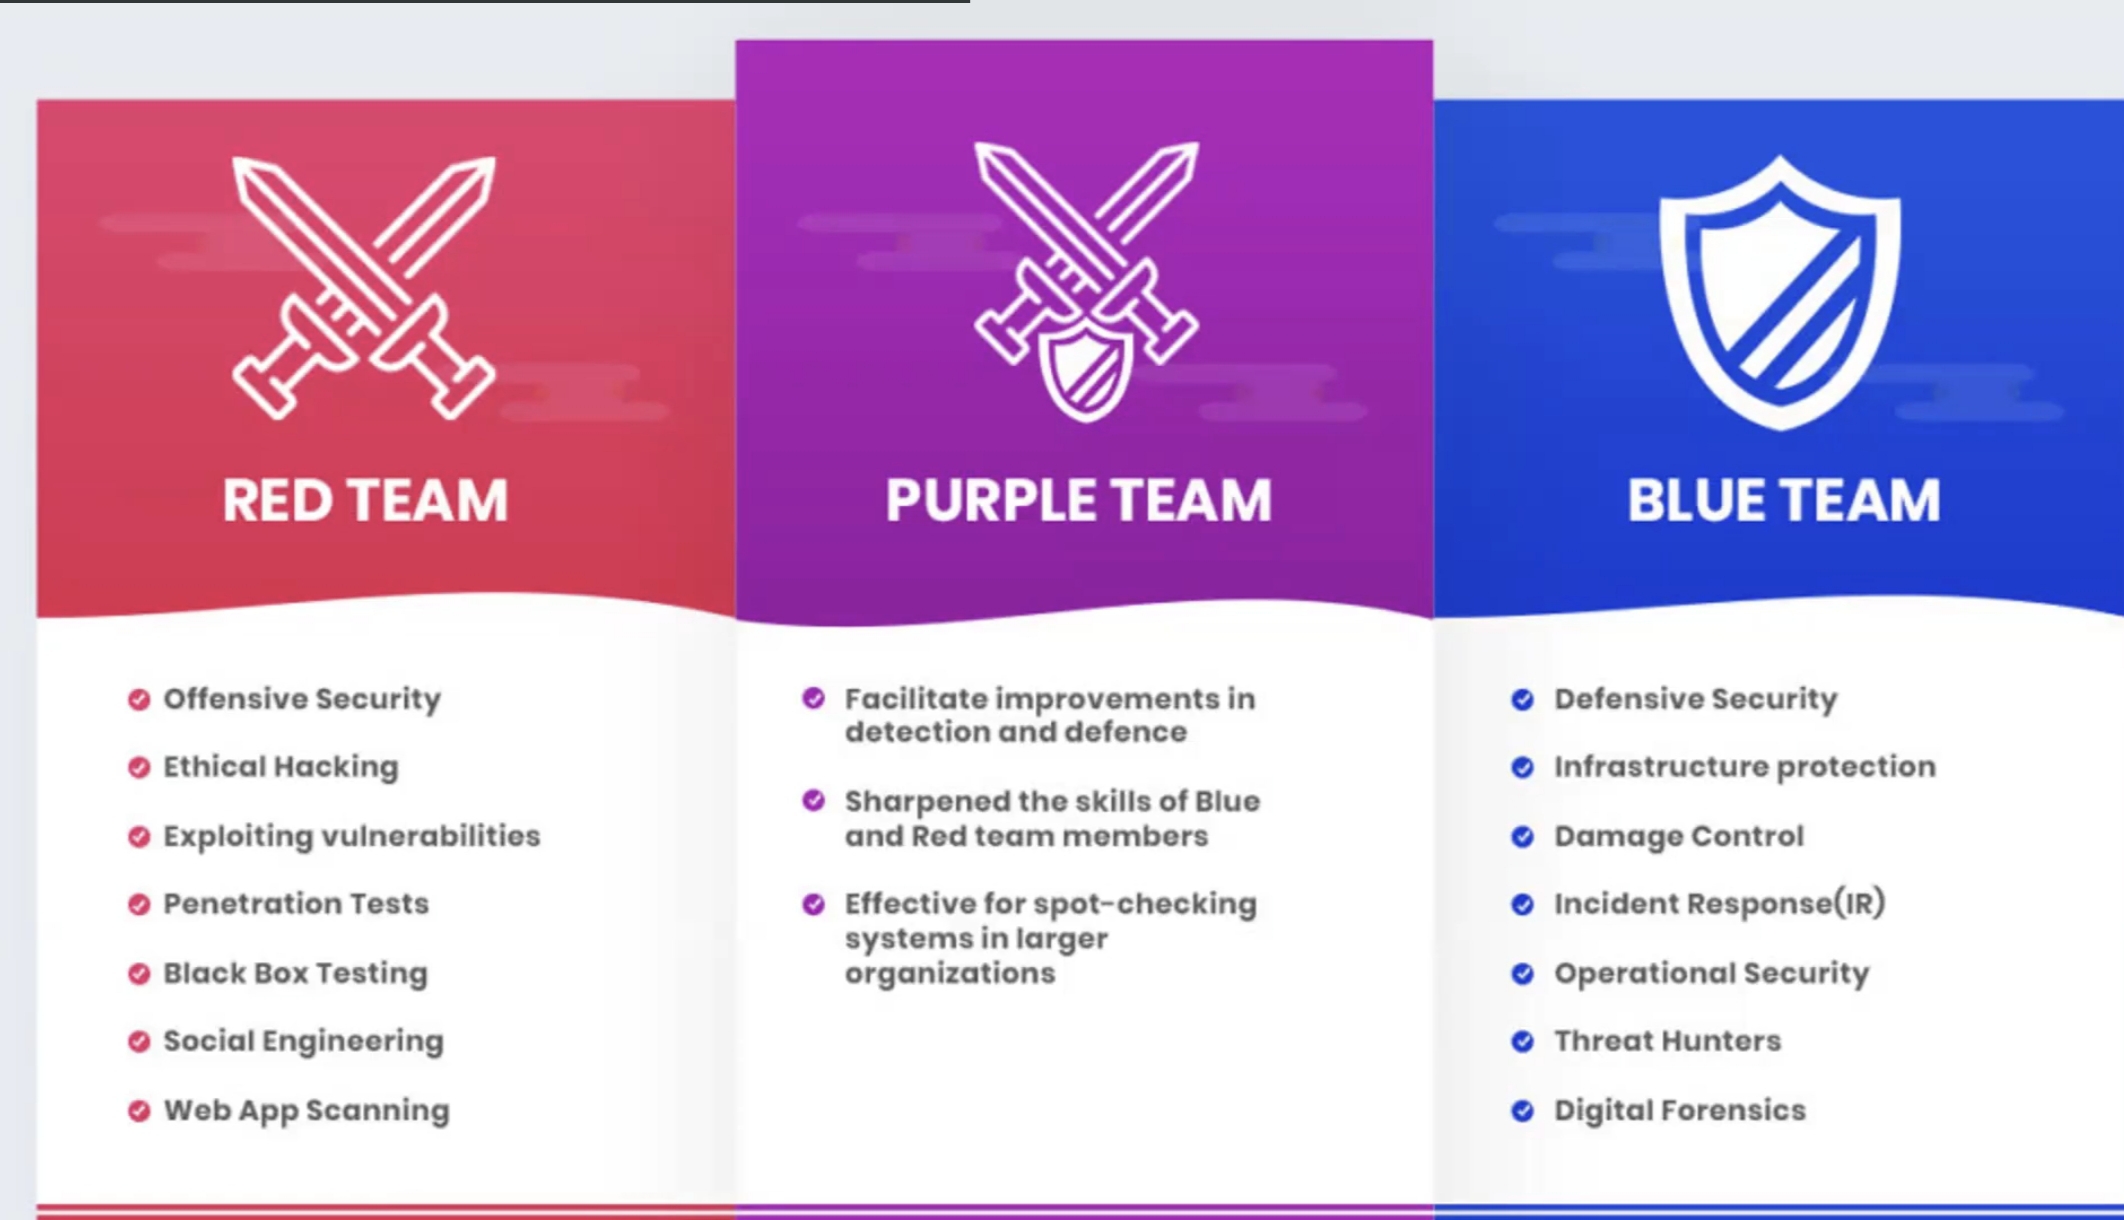 RED TEAM
Offensive Security
Ethical Hacking
Exploiting vulnerabilities
Penetration Tests
Black Box Testing
Social Engineering
Web App Scanning
PURPLE TEAM
Facilitate improvements in
detection and defence
Sharpened the skills of Blue
and Red team members
Effective for spot-checking
systems in larger
organizations
BLUE TEAM
Defensive Security
Infrastructure protection
Damage Control
Incident Response(IR)
Operational Security
Threat Hunters
Digital Forensics